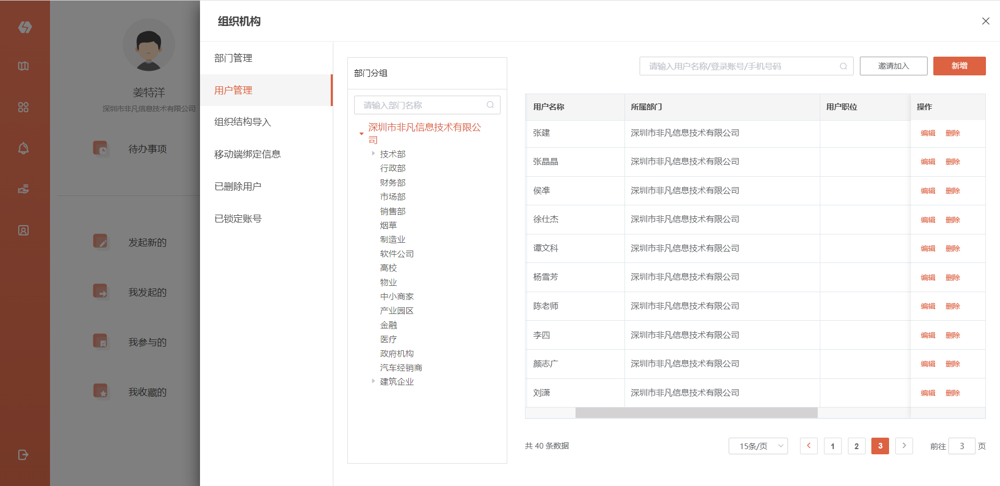 姜特洋
深圳市非凡信息技术有限公司
待办事项
发起新的
我发起的
我参与的
我收藏的
组织机构
部门管理
用户管理
组织结构导入
移动端绑定信息
已删除用户
已锁定账号
部门分组
请输入部门名称
深圳市非凡信息技术有限公
司
技术部
行政部
财务部
市场部
销售部
烟草
制造业
软件公司
高校
物业
中小商家
产业园区
金融
医疗
政府机构
汽车经销商
建筑企业
请输入用户名称/登录账号/手机号码 邀请加入 新增
用户名称 所属部门 用户职位 操作
张建 深圳市非凡信息技术有限公司 编辑 删除
张晶晶 深圳市非凡信息技术有限公司 编辑 删除
侯凖 深圳市非凡信息技术有限公司 编辑 删除
徐仕杰 深圳市非凡信息技术有限公司 编辑 删除
谭文科 深圳市非凡信息技术有限公司 编辑 删除
杨雪芳 深圳市非凡信息技术有限公司 编辑 删除
陈老师 深圳市非凡信息技术有限公司 编辑 删除
李四 深圳市非凡信息技术有限公司 编辑 删除
颜志广 深圳市非凡信息技术有限公司 编辑 删除
刘潇 深圳市非凡信息技术有限公司 编辑 删除
共 40 条数据 15条/页 1 2 3 前往 3 页